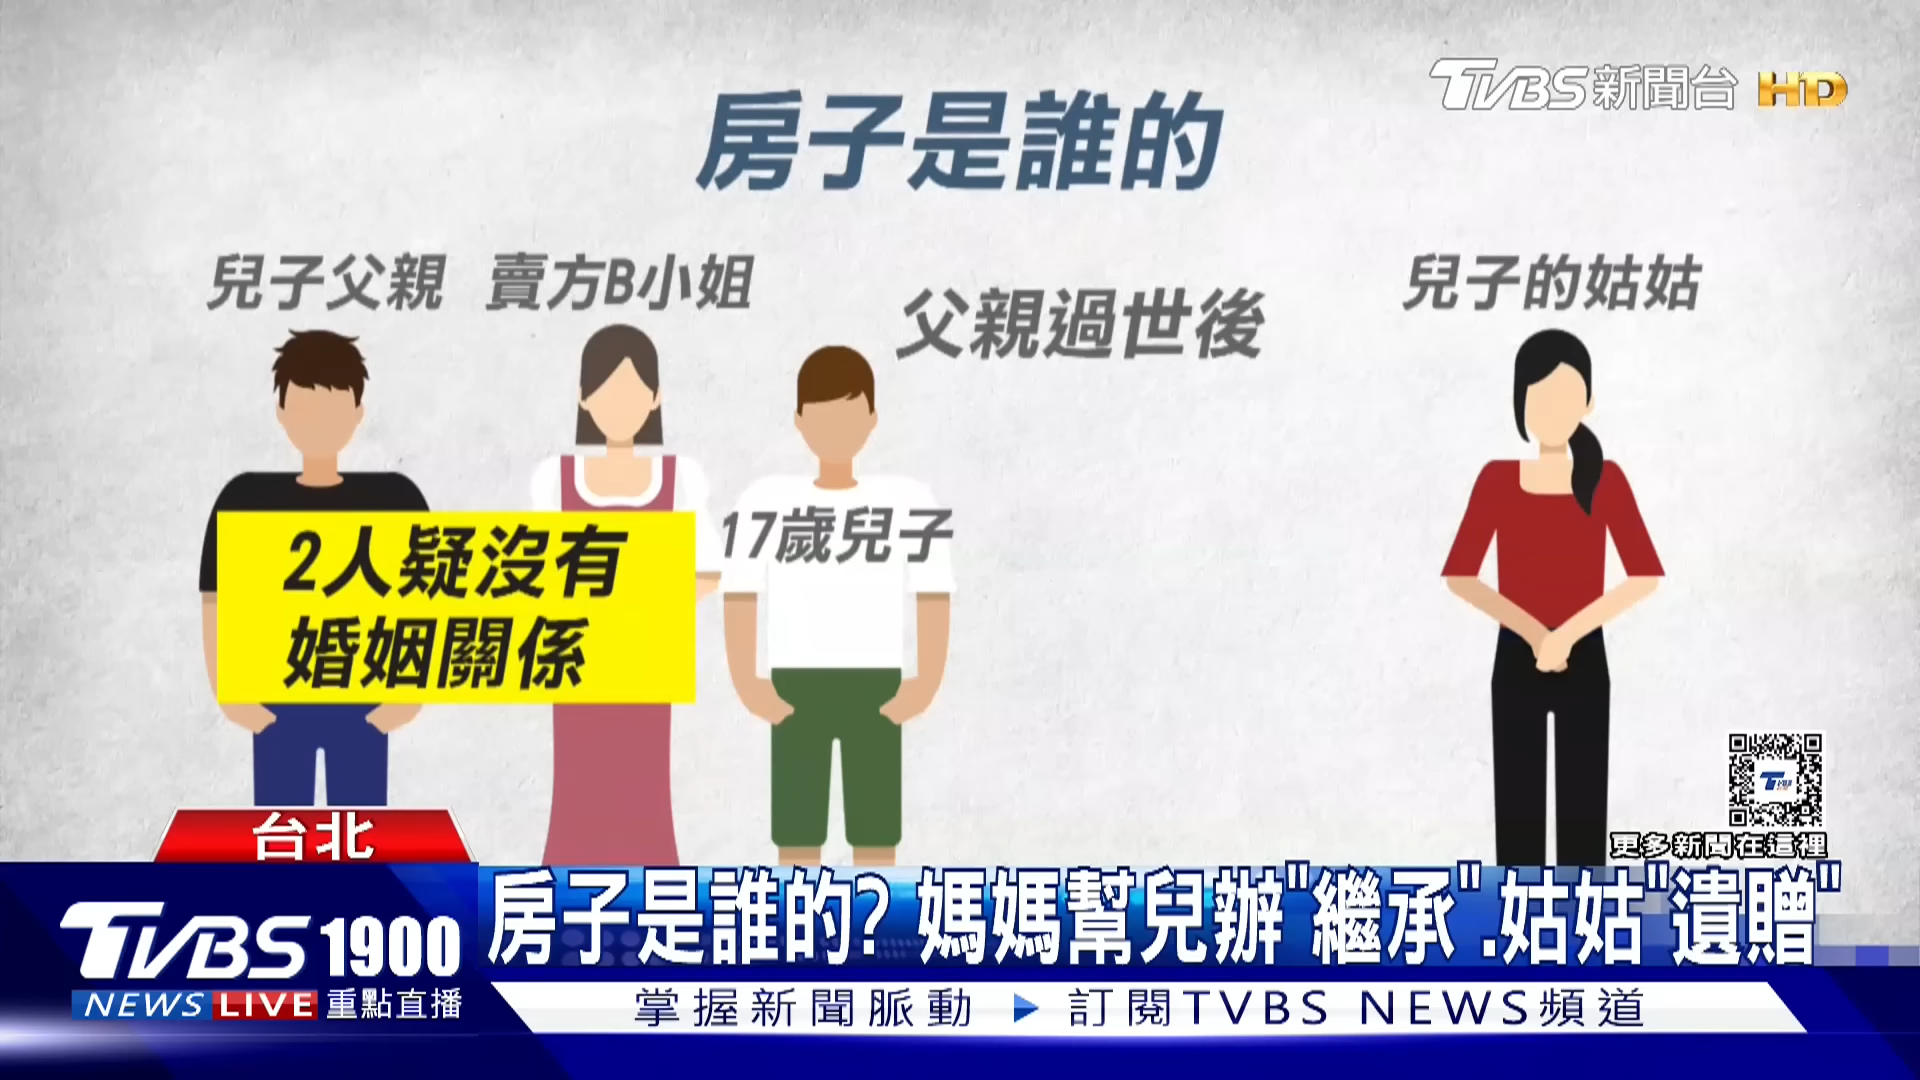 TVBS新聞台 HD
房子是誰的
兒子父親 賣方B小姐
父親過世後
兒子的姑姑
2人疑沒有
婚姻關係
17歲兒子
更多新聞在這裡
台北
房子是誰的? 媽媽幫兒辦"繼承".姑姑"遺贈"
TVBS 1900
NEWS LIVE 重點直播
掌握新聞脈動 ▶ 訂閱TVBS NEWS頻道